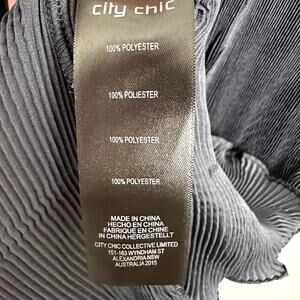 city chic
100% POLYESTER
100% POLIESTER
100% POLYESTER
100% POLYESTER
MADE IN CHINA
HECHO EN CHINA
FABRIQUE EN CHINE
IN CHINA HERGESTELLT
CITY CHIC COLLECTIVE LIMITED
151-163 WYNDHAM ST
ALEXANDRIA NSW
AUSTRALIA 2015